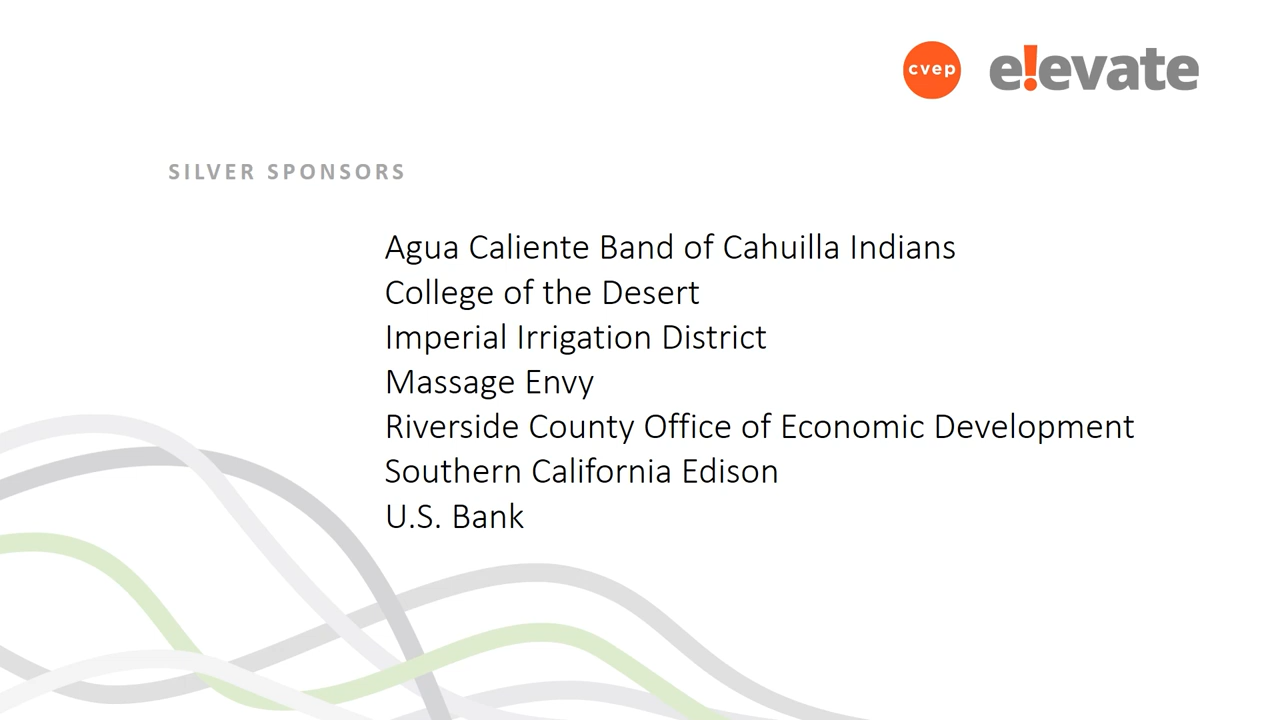 cvep e!evate
SILVER SPONSORS
Agua Caliente Band of Cahuilla Indians
College of the Desert
Imperial Irrigation District
Massage Envy
Riverside County Office of Economic Development
Southern California Edison
U.S. Bank